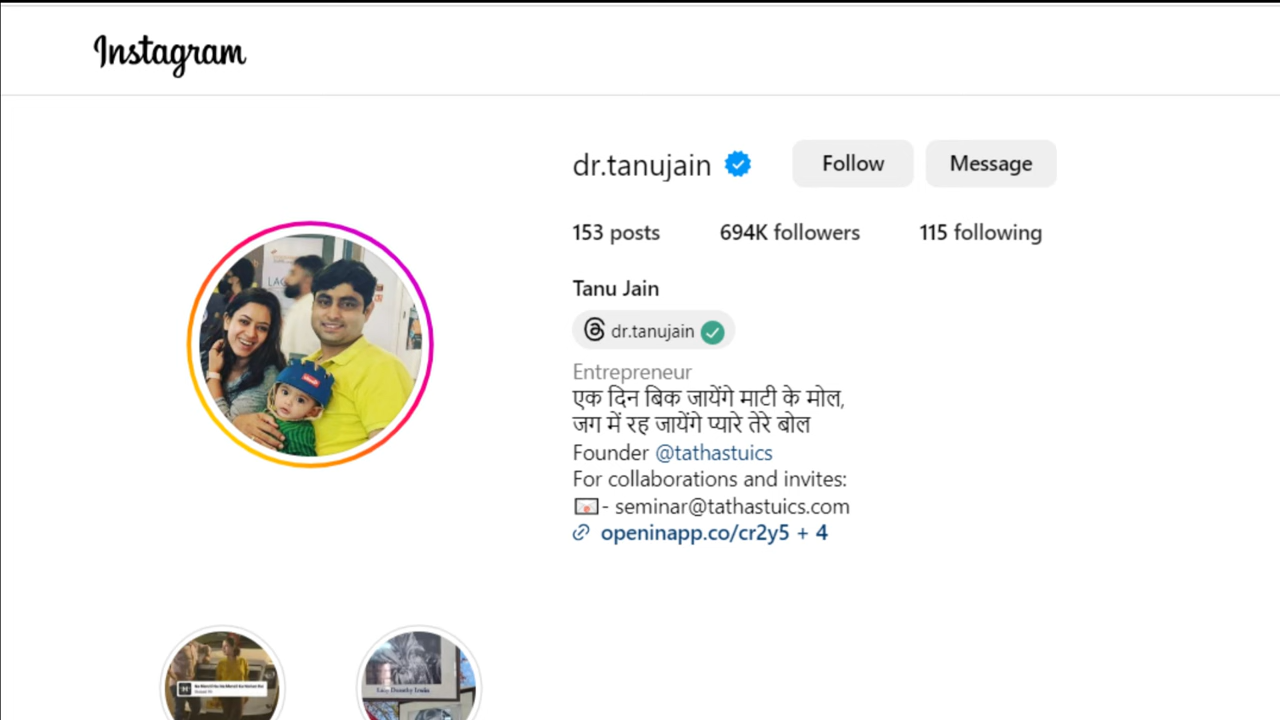 Instagram
dr.tanujain
Follow
Message
153 posts
694K followers
115 following
Tanu Jain
dr.tanujain
Entrepreneur
एक दिन बिक जायेंगे माटी के मोल,
जग में रह जायेंगे प्यारे तेरे बोल
Founder @tathastuics
For collaborations and invites:
- seminar@tathastuics.com
openinapp.co/cr2y5 + 4